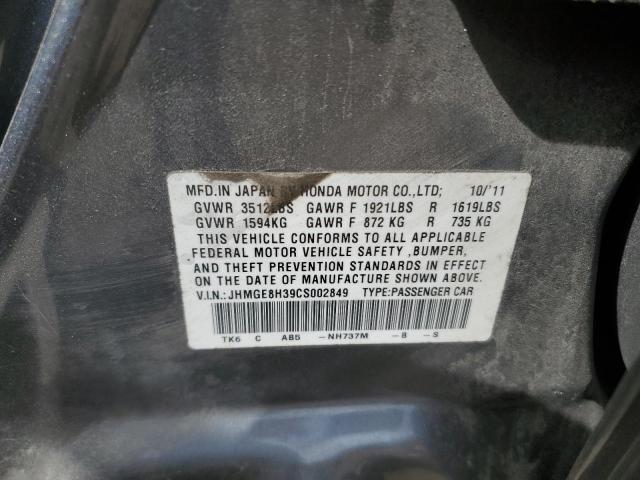 MFD.IN JAPAN BY HONDA MOTOR CO.,LTD; 10/'11
GVWR 3512LBS GAWR F 1921LBS R 1619LBS
GVWR 1594KG GAWR F 872 KG R 735 KG
THIS VEHICLE CONFORMS TO ALL APPLICABLE
FEDERAL MOTOR VEHICLE SAFETY ,BUMPER,
AND THEFT PREVENTION STANDARDS IN EFFECT
ON THE DATE OF MANUFACTURE SHOWN ABOVE.
V.I.N.:JHMGE8H39CS002849 TYPE:PASSENGER CAR
TK6 C AB5 -NH737M -B -S